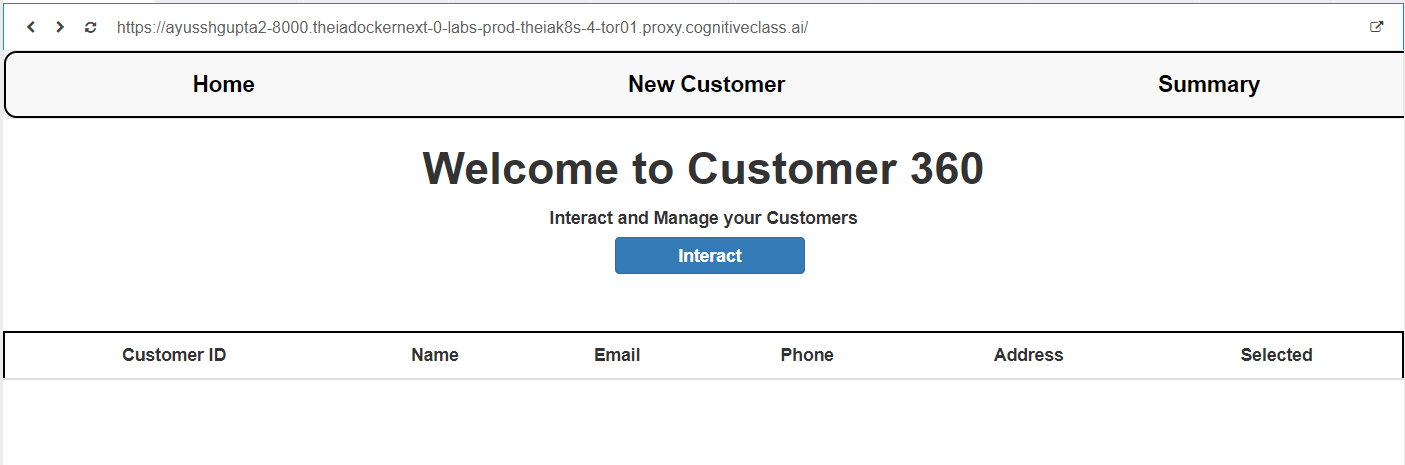 https://ayusshgupta2-8000.theiadockernext-0-labs-prod-theiak8s-4-tor01.proxy.cognitiveclass.ai/
Home New Customer Summary
Welcome to Customer 360
Interact and Manage your Customers
Interact
Customer ID Name Email Phone Address Selected